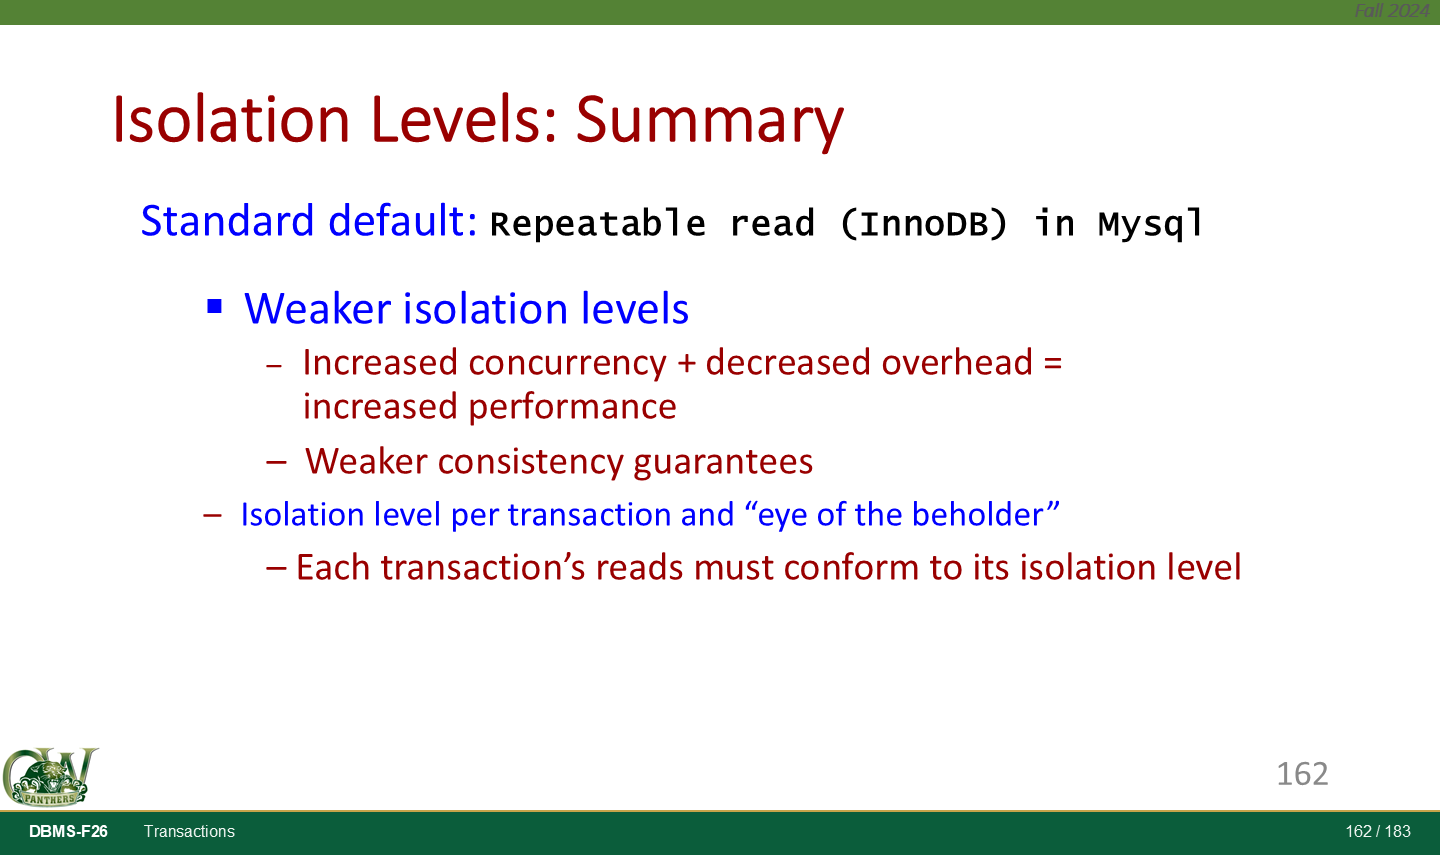 Fall 2024
Isolation Levels: Summary
Standard default: Repeatable read (InnoDB) in Mysql
▪ Weaker isolation levels
– Increased concurrency + decreased overhead =
increased performance
– Weaker consistency guarantees
– Isolation level per transaction and “eye of the beholder”
– Each transaction’s reads must conform to its isolation level
162
OW
PANTHERS
DBMS-F26 Transactions 162 / 183